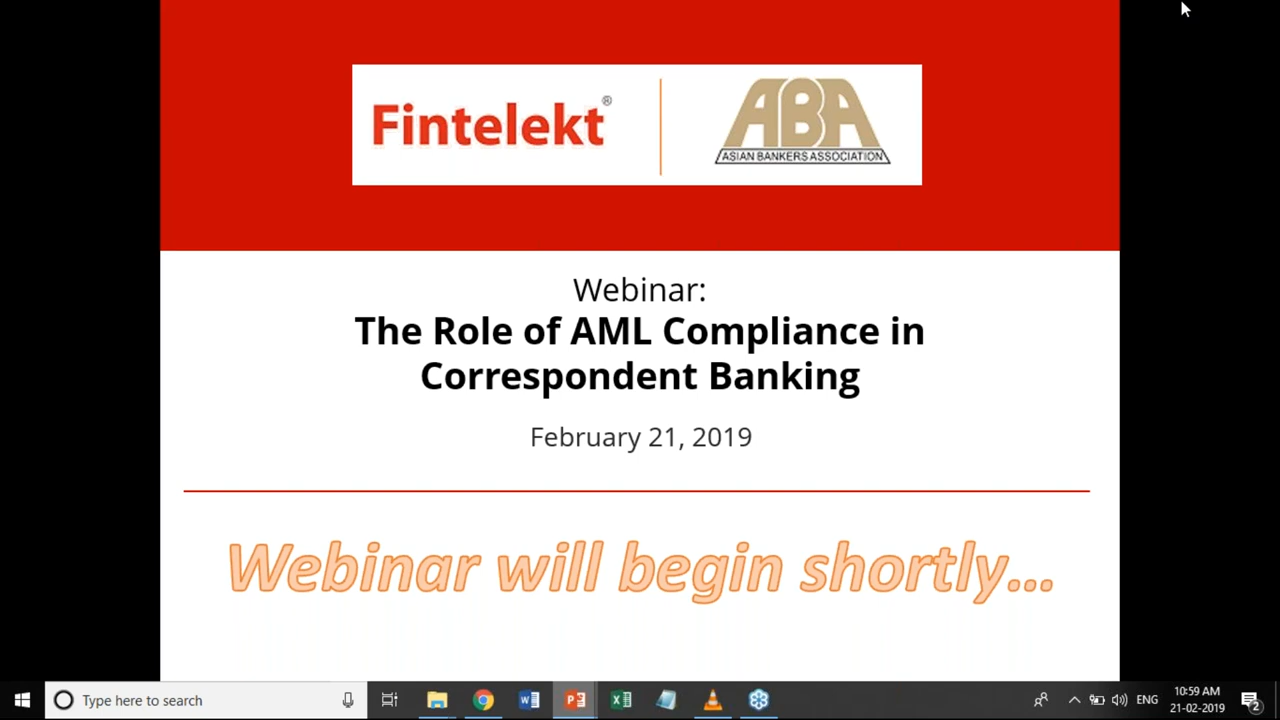 Fintelekt®
ABA
ASIAN BANKERS ASSOCIATION
Webinar:
The Role of AML Compliance in
Correspondent Banking
February 21, 2019
Webinar will begin shortly...
Type here to search
ENG
10:59 AM
21-02-2019
2